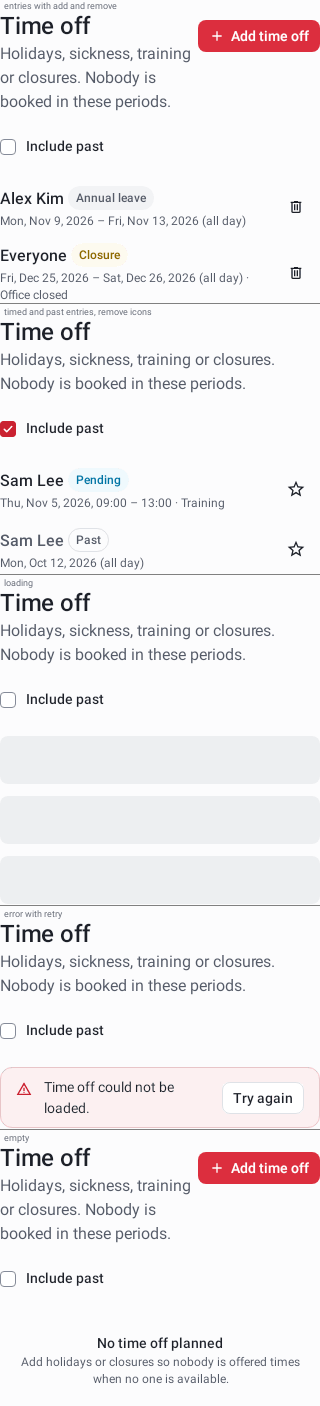 entries with add and remove
Time off
Add time off
Holidays, sickness, training
or closures. Nobody is
booked in these periods.
Include past
Alex Kim Annual leave
Mon, Nov 9, 2026 – Fri, Nov 13, 2026 (all day)
Everyone Closure
Fri, Dec 25, 2026 – Sat, Dec 26, 2026 (all day) ·
Office closed
timed and past entries, remove icons
Time off
Holidays, sickness, training or closures.
Nobody is booked in these periods.
Include past
Sam Lee Pending
Thu, Nov 5, 2026, 09:00 – 13:00 · Training
Sam Lee Past
Mon, Oct 12, 2026 (all day)
loading
Time off
Holidays, sickness, training or closures.
Nobody is booked in these periods.
Include past
error with retry
Time off
Holidays, sickness, training or closures.
Nobody is booked in these periods.
Include past
Time off could not be
loaded.
Try again
empty
Time off
Add time off
Holidays, sickness, training
or closures. Nobody is
booked in these periods.
Include past
No time off planned
Add holidays or closures so nobody is offered times
when no one is available.